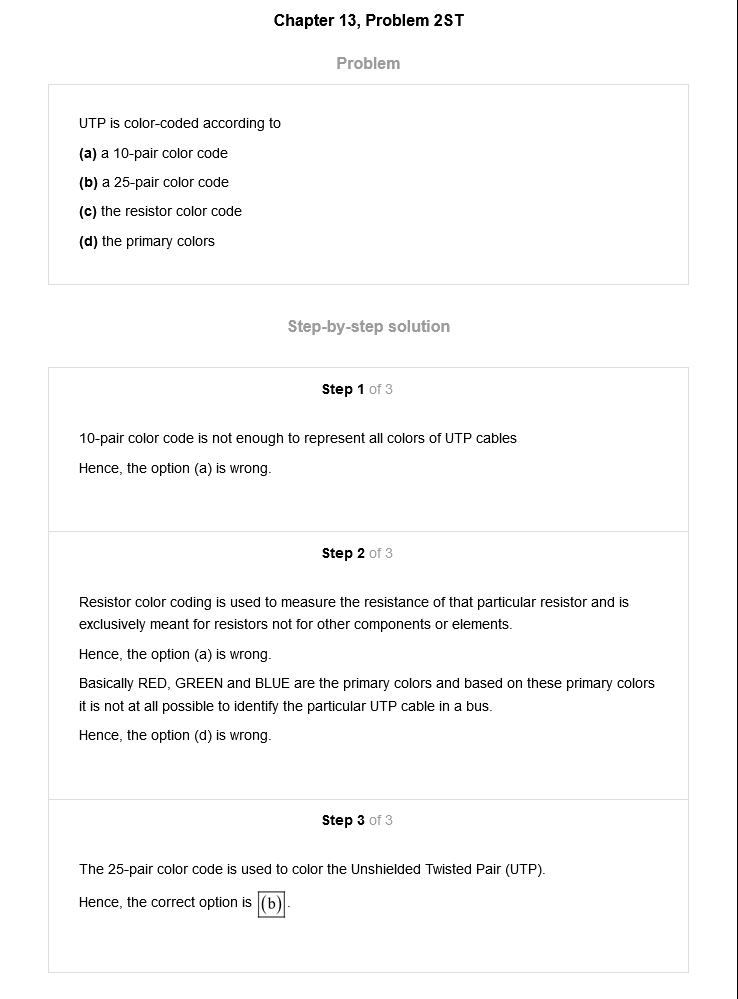 Chapter 13, Problem 2ST
Problem
UTP is color-coded according to
(a) a 10-pair color code
(b) a 25-pair color code
(c) the resistor color code
(d) the primary colors
Step-by-step solution
Step 1 of 3
10-pair color code is not enough to represent all colors of UTP cables
Hence, the option (a) is wrong.
Step 2 of 3
Resistor color coding is used to measure the resistance of that particular resistor and is
exclusively meant for resistors not for other components or elements.
Hence, the option (a) is wrong.
Basically RED, GREEN and BLUE are the primary colors and based on these primary colors
it is not at all possible to identify the particular UTP cable in a bus.
Hence, the option (d) is wrong.
Step 3 of 3
The 25-pair color code is used to color the Unshielded Twisted Pair (UTP).
Hence, the correct option is (b).